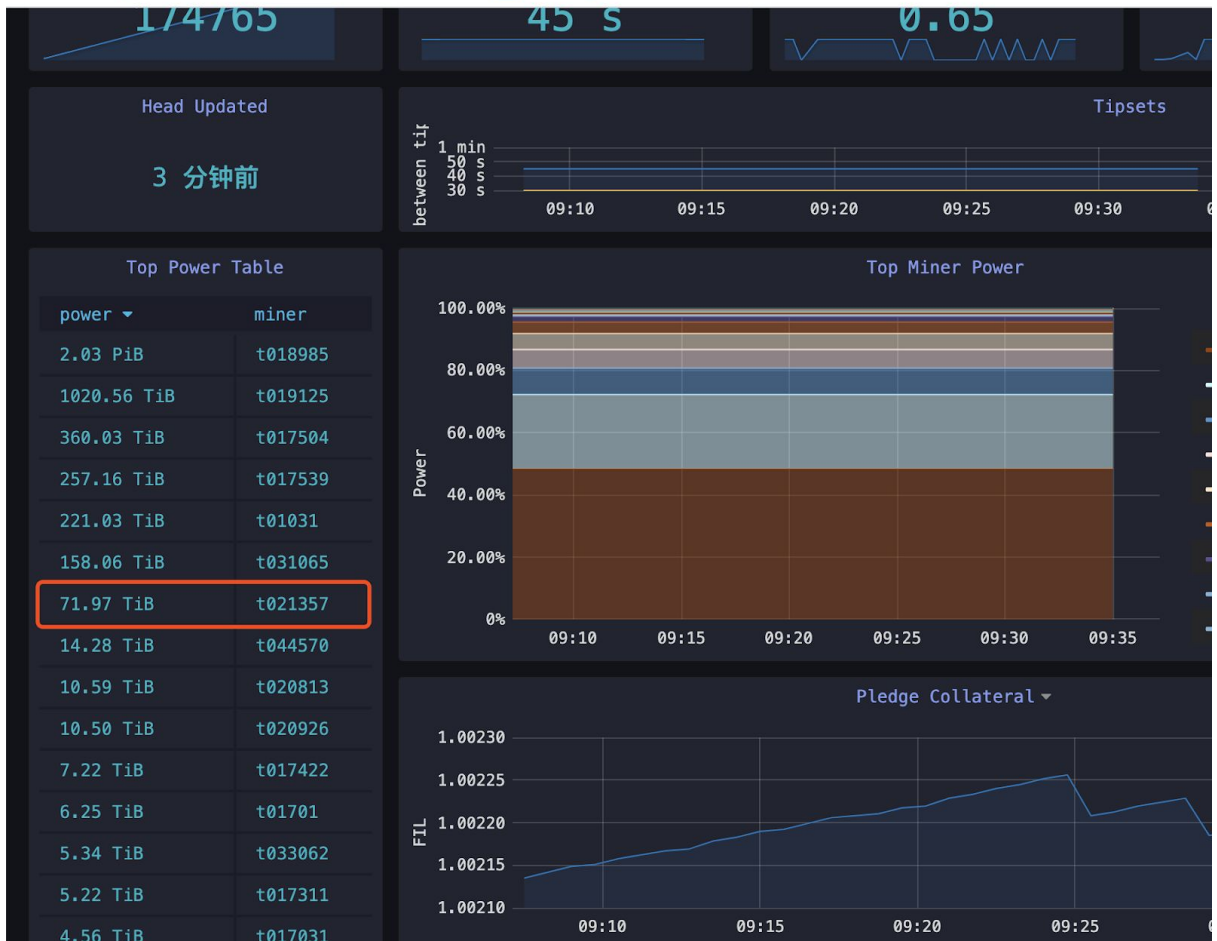 174765
45 s
0.65
Head Updated
3 分钟前
Tipsets
between tip
1 min
50 s
40 s
30 s
09:10 09:15 09:20 09:25 09:30
Top Power Table
power miner
2.03 PiB t018985
1020.56 TiB t019125
360.03 TiB t017504
257.16 TiB t017539
221.03 TiB t01031
158.06 TiB t031065
71.97 TiB t021357
14.28 TiB t044570
10.59 TiB t020813
10.50 TiB t020926
7.22 TiB t017422
6.25 TiB t01701
5.34 TiB t033062
5.22 TiB t017311
4.56 TiB t017031
Top Miner Power
Power
100.00%
80.00%
60.00%
40.00%
20.00%
0%
09:10 09:15 09:20 09:25 09:30 09:35
Pledge Collateral
FIL
1.00230
1.00225
1.00220
1.00215
1.00210
09:10 09:15 09:20 09:25